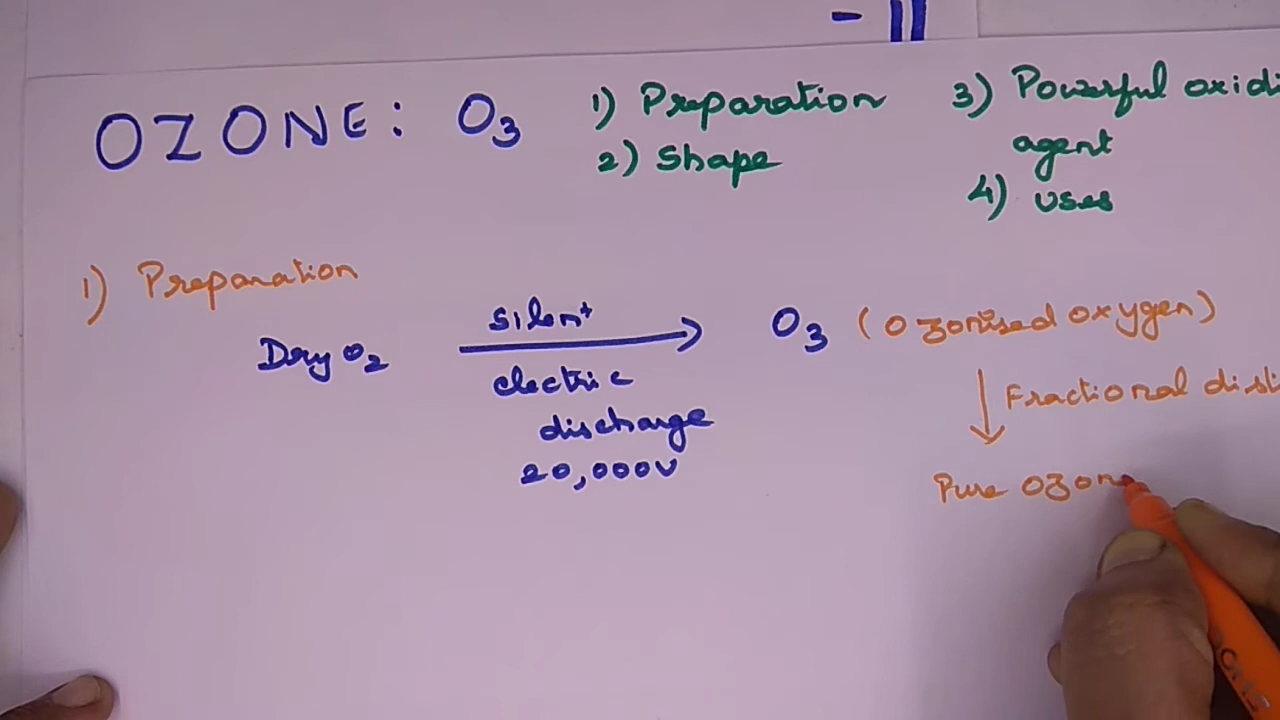 - ||
OZONE: O3
1) Preparation
2) Shape
3) Powerful oxidi
agent
4) uses
1) Preparation
Dry O2
Silent
electric
discharge
20,000V
O3 (Ozonised oxygen)
Fractional disti
Pure Ozon